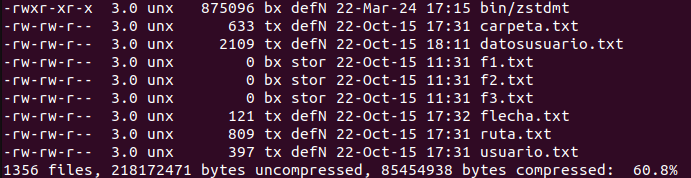 -rwxr-xr-x  3.0 unx   875096 bx defN 22-Mar-24 17:15 bin/zstdmt
-rw-rw-r--  3.0 unx      633 tx defN 22-Oct-15 17:31 carpeta.txt
-rw-rw-r--  3.0 unx     2109 tx defN 22-Oct-15 18:11 datosusuario.txt
-rw-rw-r--  3.0 unx        0 bx stor 22-Oct-15 11:31 f1.txt
-rw-rw-r--  3.0 unx        0 bx stor 22-Oct-15 11:31 f2.txt
-rw-rw-r--  3.0 unx        0 bx stor 22-Oct-15 11:31 f3.txt
-rw-rw-r--  3.0 unx      121 tx defN 22-Oct-15 17:32 flecha.txt
-rw-rw-r--  3.0 unx      809 tx defN 22-Oct-15 17:31 ruta.txt
-rw-rw-r--  3.0 unx      397 tx defN 22-Oct-15 17:31 usuario.txt
1356 files, 218172471 bytes uncompressed, 85454938 bytes compressed:  60.8%